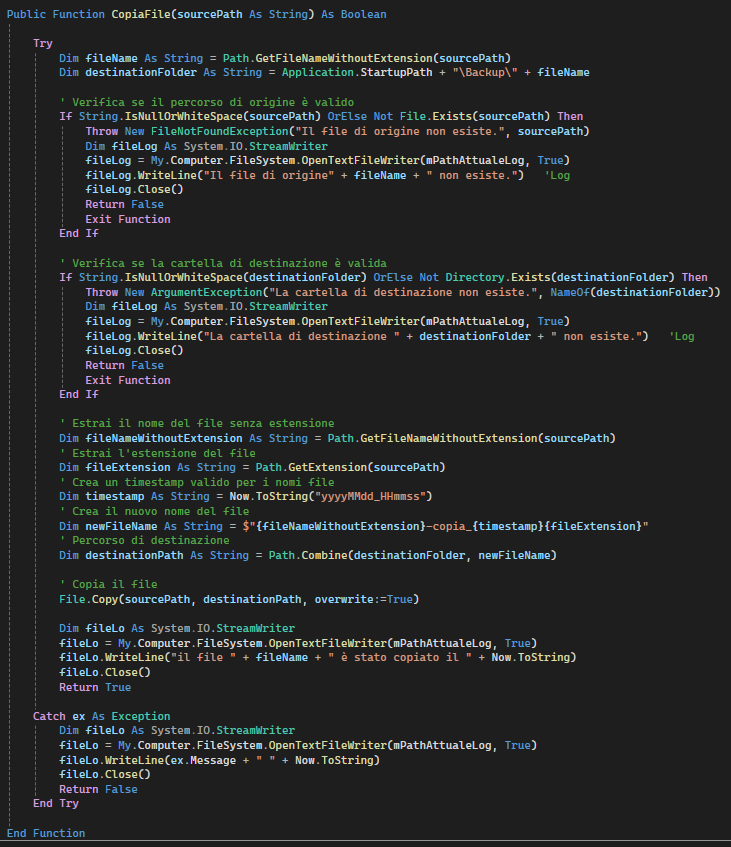 Public Function CopiaFile(sourcePath As String) As Boolean
Try
Dim fileName As String = Path.GetFileNameWithoutExtension(sourcePath)
Dim destinationFolder As String = Application.StartupPath + "\Backup\" + fileName
' Verifica se il percorso di origine è valido
If String.IsNullOrWhiteSpace(sourcePath) OrElse Not File.Exists(sourcePath) Then
Throw New FileNotFoundException("Il file di origine non esiste.", sourcePath)
Dim fileLog As System.IO.StreamWriter
fileLog = My.Computer.FileSystem.OpenTextFileWriter(mPathAttualeLog, True)
fileLog.WriteLine("Il file di origine" + fileName + " non esiste.")   'Log
fileLog.Close()
Return False
Exit Function
End If
' Verifica se la cartella di destinazione è valida
If String.IsNullOrWhiteSpace(destinationFolder) OrElse Not Directory.Exists(destinationFolder) Then
Throw New ArgumentException("La cartella di destinazione non esiste.", NameOf(destinationFolder))
Dim fileLog As System.IO.StreamWriter
fileLog = My.Computer.FileSystem.OpenTextFileWriter(mPathAttualeLog, True)
fileLog.WriteLine("La cartella di destinazione " + destinationFolder + " non esiste.")   'Log
fileLog.Close()
Return False
Exit Function
End If
' Estrai il nome del file senza estensione
Dim fileNameWithoutExtension As String = Path.GetFileNameWithoutExtension(sourcePath)
' Estrai l'estensione del file
Dim fileExtension As String = Path.GetExtension(sourcePath)
' Crea un timestamp valido per i nomi file
Dim timestamp As String = Now.ToString("yyyyMMdd_HHmmss")
' Crea il nuovo nome del file
Dim newFileName As String = $"{fileNameWithoutExtension}-copia_{timestamp}{fileExtension}"
' Percorso di destinazione
Dim destinationPath As String = Path.Combine(destinationFolder, newFileName)
' Copia il file
File.Copy(sourcePath, destinationPath, overwrite:=True)
Dim fileLo As System.IO.StreamWriter
fileLo = My.Computer.FileSystem.OpenTextFileWriter(mPathAttualeLog, True)
fileLo.WriteLine("il file " + fileName + " è stato copiato il " + Now.ToString)
fileLo.Close()
Return True
Catch ex As Exception
Dim fileLo As System.IO.StreamWriter
fileLo = My.Computer.FileSystem.OpenTextFileWriter(mPathAttualeLog, True)
fileLo.WriteLine(ex.Message + " " + Now.ToString)
fileLo.Close()
Return False
End Try
End Function